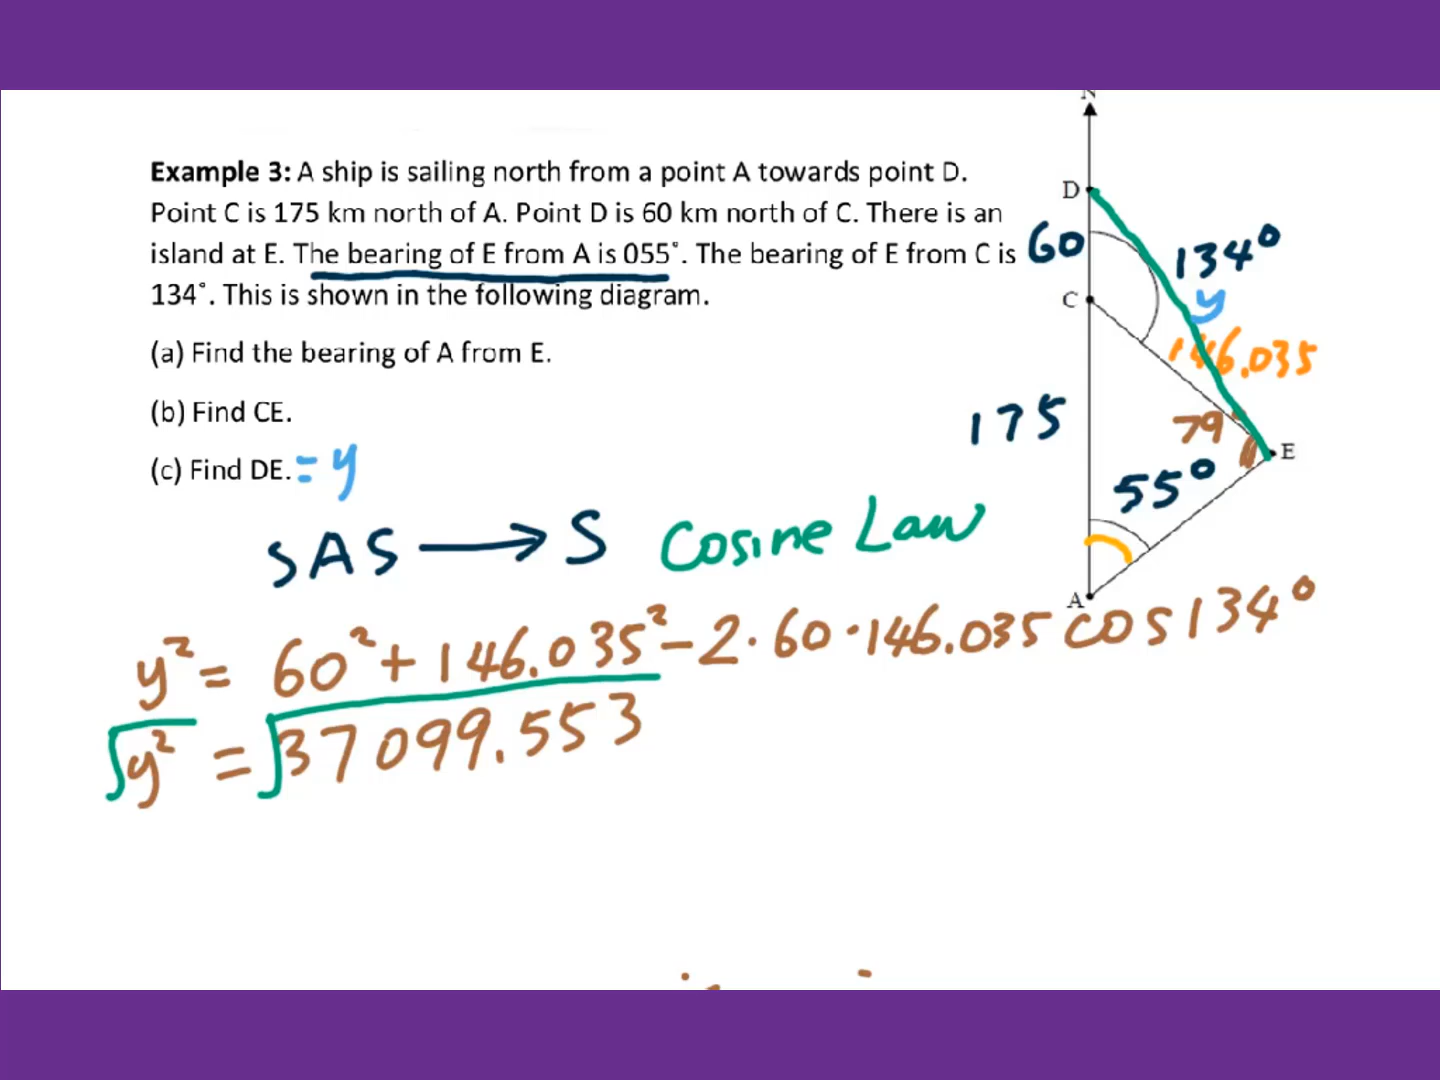 N
Example 3: A ship is sailing north from a point A towards point D.
Point C is 175 km north of A. Point D is 60 km north of C. There is an
island at E. The bearing of E from A is 055°. The bearing of E from C is
134°. This is shown in the following diagram.
(a) Find the bearing of A from E.
(b) Find CE.
(c) Find DE. = y
D
60
134°
C
y
146.035
175
79
E
55°
A
SAS → S Cosine Law
y² = 60² + 146.035² - 2 · 60 · 146.035 cos 134°
√y² = √37099.553